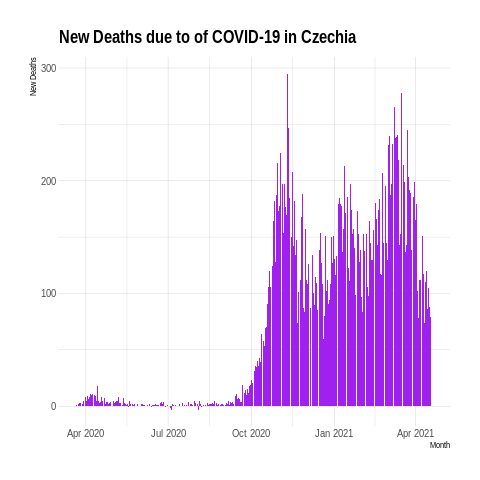 New Deaths due to of COVID-19 in Czechia
New Deaths
300
200
100
0
Apr 2020 Jul 2020 Oct 2020 Jan 2021 Apr 2021
Month